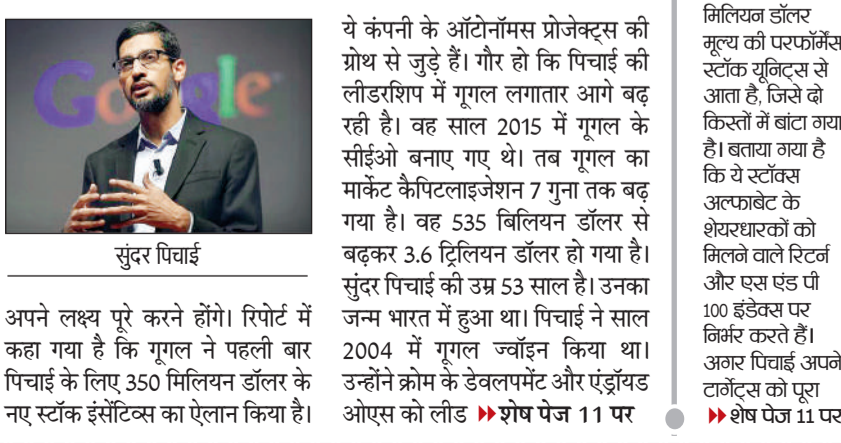 Google
सुंदर पिचाई
अपने लक्ष्य पूरे करने होंगे। रिपोर्ट में
कहा गया है कि गूगल ने पहली बार
पिचाई के लिए 350 मिलियन डॉलर के
नए स्टॉक इंसेंटिव्स का ऐलान किया है।
ये कंपनी के ऑटोनॉमस प्रोजेक्ट्स की
ग्रोथ से जुड़े हैं। गौर हो कि पिचाई की
लीडरशिप में गूगल लगातार आगे बढ़
रही है। वह साल 2015 में गूगल के
सीईओ बनाए गए थे। तब गूगल का
मार्केट कैपिटलाइजेशन 7 गुना तक बढ़
गया है। वह 535 बिलियन डॉलर से
बढ़कर 3.6 ट्रिलियन डॉलर हो गया है।
सुंदर पिचाई की उम्र 53 साल है। उनका
जन्म भारत में हुआ था। पिचाई ने साल
2004 में गूगल ज्वॉइन किया था।
उन्होंने क्रोम के डेवलपमेंट और एंड्रॉयड
ओएस को लीड शेष पेज 11 पर
मिलियन डॉलर
मूल्य की परफॉर्मेंस
स्टॉक यूनिट्स से
आता है, जिसे दो
किस्तों में बांटा गया
है। बताया गया है
कि ये स्टॉक्स
अल्फाबेट के
शेयरधारकों को
मिलने वाले रिटर्न
और एस एंड पी
100 इंडेक्स पर
निर्भर करते हैं।
अगर पिचाई अपने
टार्गेट्स को पूरा
शेष पेज 11 पर